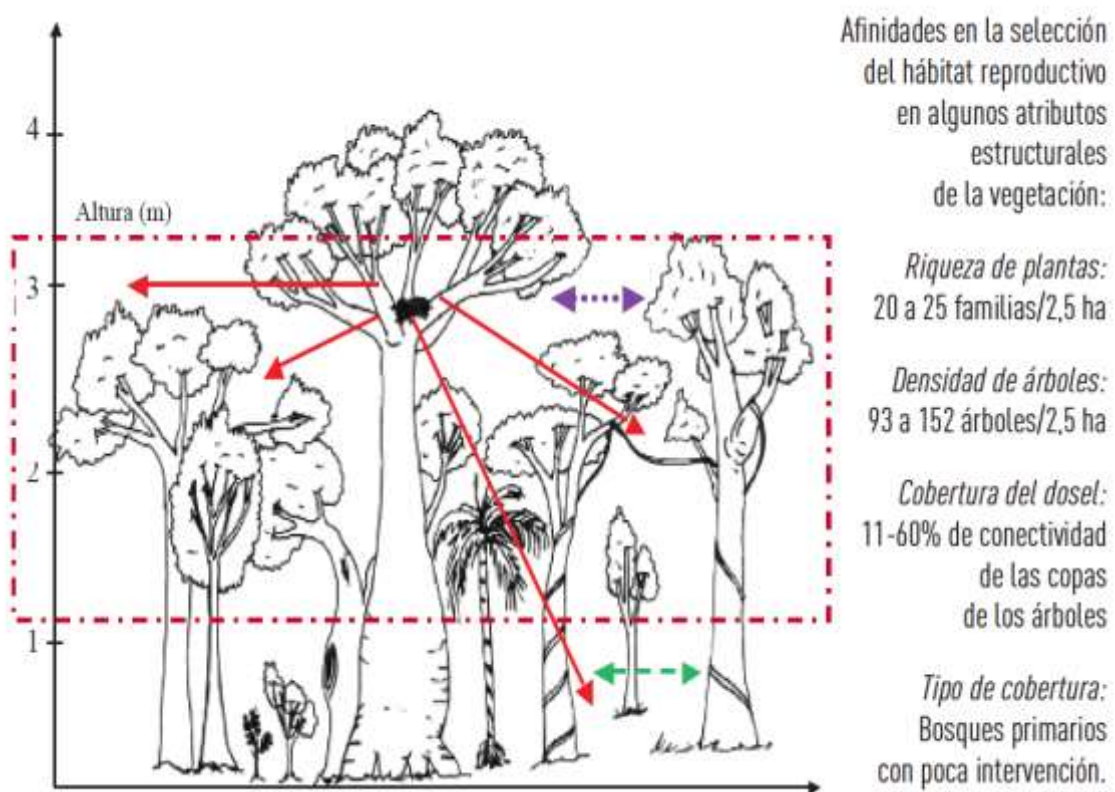 4
Altura (m)
3
2
1
Afinidades en la selección
del hábitat reproductivo
en algunos atributos
estructurales
de la vegetación:
Riqueza de plantas:
20 a 25 familias/2,5 ha
Densidad de árboles:
93 a 152 árboles/2,5 ha
Cobertura del dosel:
11-60% de conectividad
de las copas
de los árboles
Tipo de cobertura:
Bosques primarios
con poca intervención.